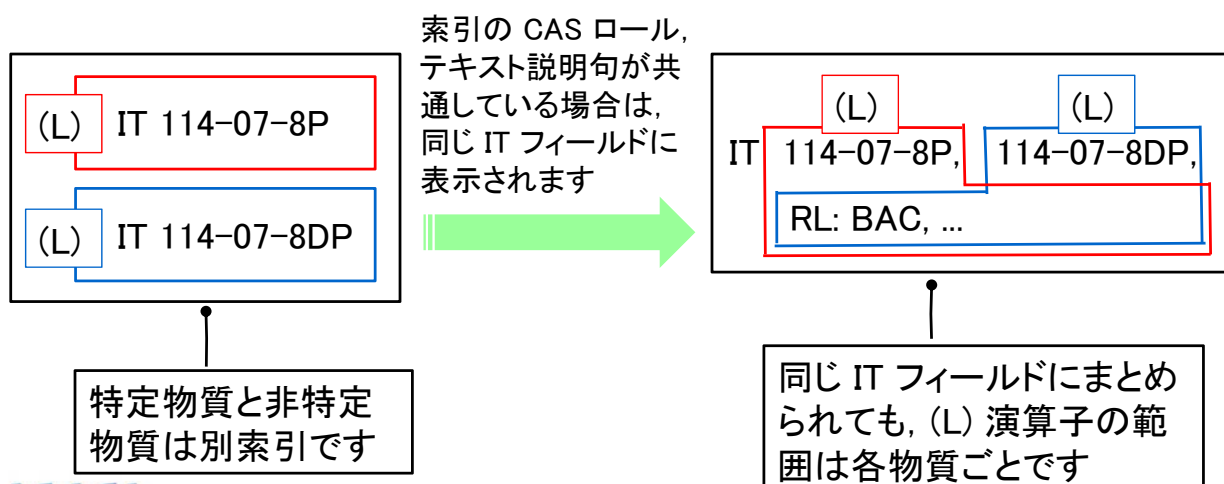 索引の CAS ロール,
テキスト説明句が共
通している場合は,
同じ IT フィールドに
表示されます
(L) IT 114-07-8P
(L) IT 114-07-8DP
(L) (L)
IT 114-07-8P, 114-07-8DP,
RL: BAC, ...
特定物質と非特定
物質は別索引です
同じ IT フィールドにまとめ
られても, (L) 演算子の範
囲は各物質ごとです